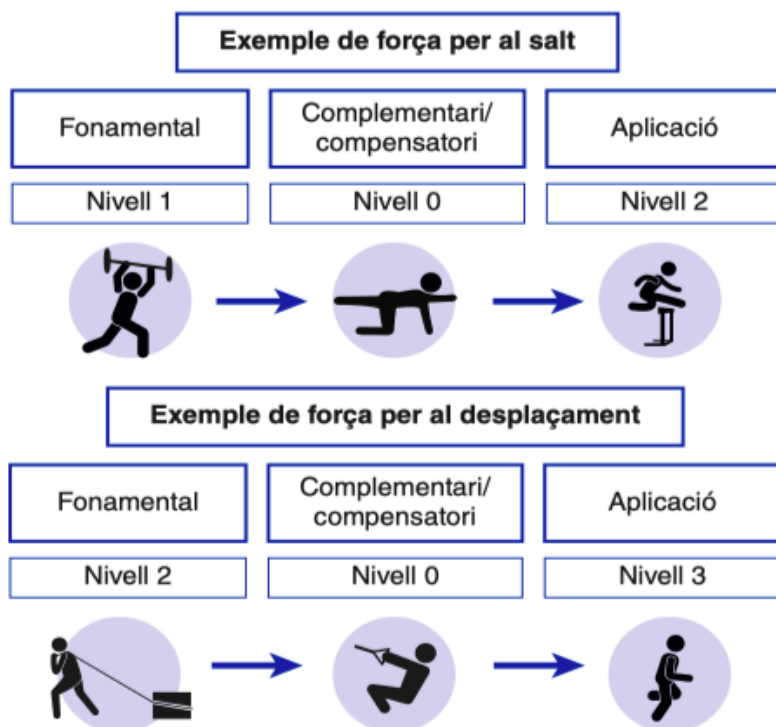 Exemple de força per al salt
Fonamental
Complementari/
compensatori
Aplicació
Nivell 1
Nivell 0
Nivell 2
Exemple de força per al desplaçament
Fonamental
Complementari/
compensatori
Aplicació
Nivell 2
Nivell 0
Nivell 3